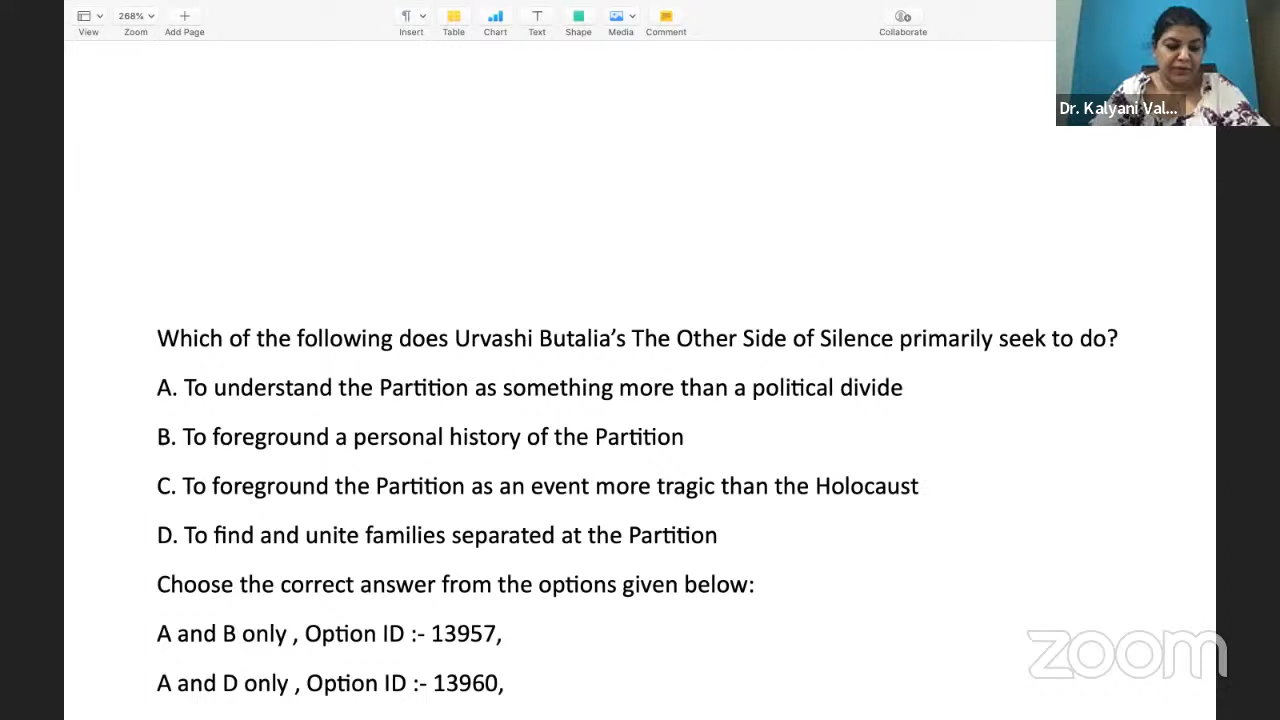 268%
View Zoom Add Page Insert Table Chart Text Shape Media Comment Collaborate
Dr. Kalyani Val...
Which of the following does Urvashi Butalia’s The Other Side of Silence primarily seek to do?
A. To understand the Partition as something more than a political divide
B. To foreground a personal history of the Partition
C. To foreground the Partition as an event more tragic than the Holocaust
D. To find and unite families separated at the Partition
Choose the correct answer from the options given below:
A and B only , Option ID :- 13957,
A and D only , Option ID :- 13960,
zoom